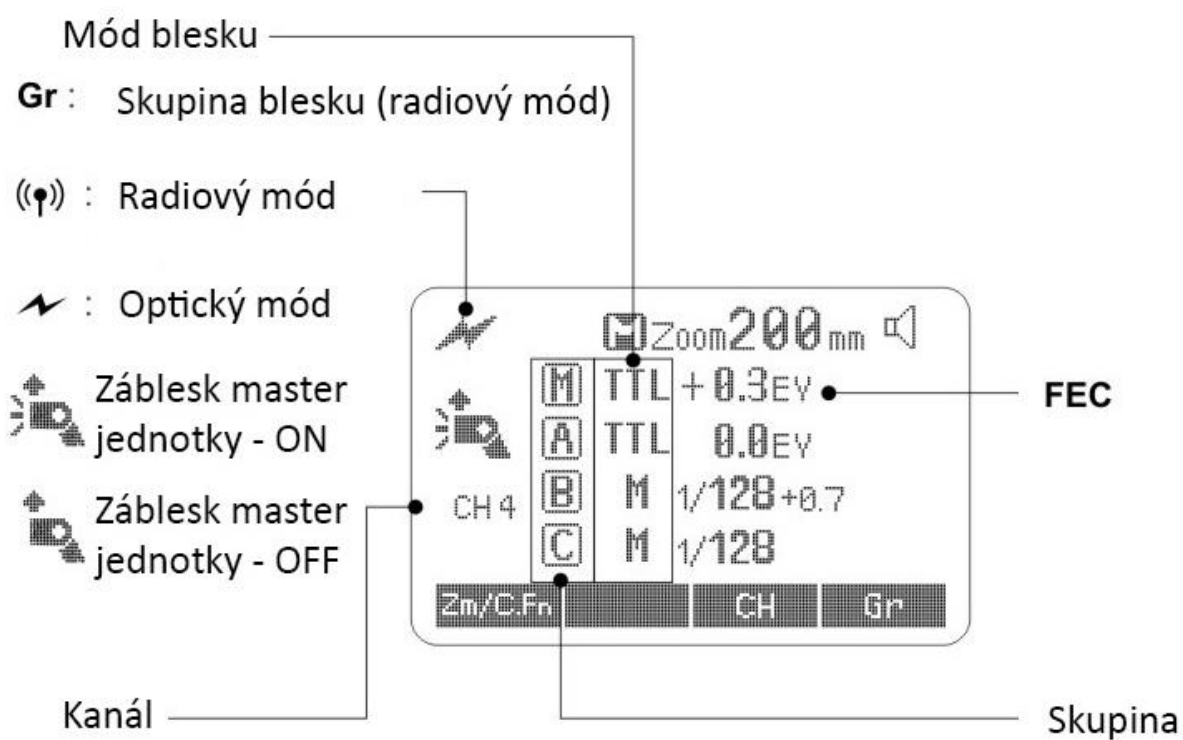 Mód blesku
Gr : Skupina blesku (radiový mód)
: Radiový mód
: Optický mód
Záblesk master
jednotky - ON
Záblesk master
jednotky - OFF
Kanál
M Zoom 200 mm
M TTL +0.3EV
A TTL 0.0EV
CH 4
B M 1/128+0.7
C M 1/128
Zm/C.Fn CH Gr
FEC
Skupina